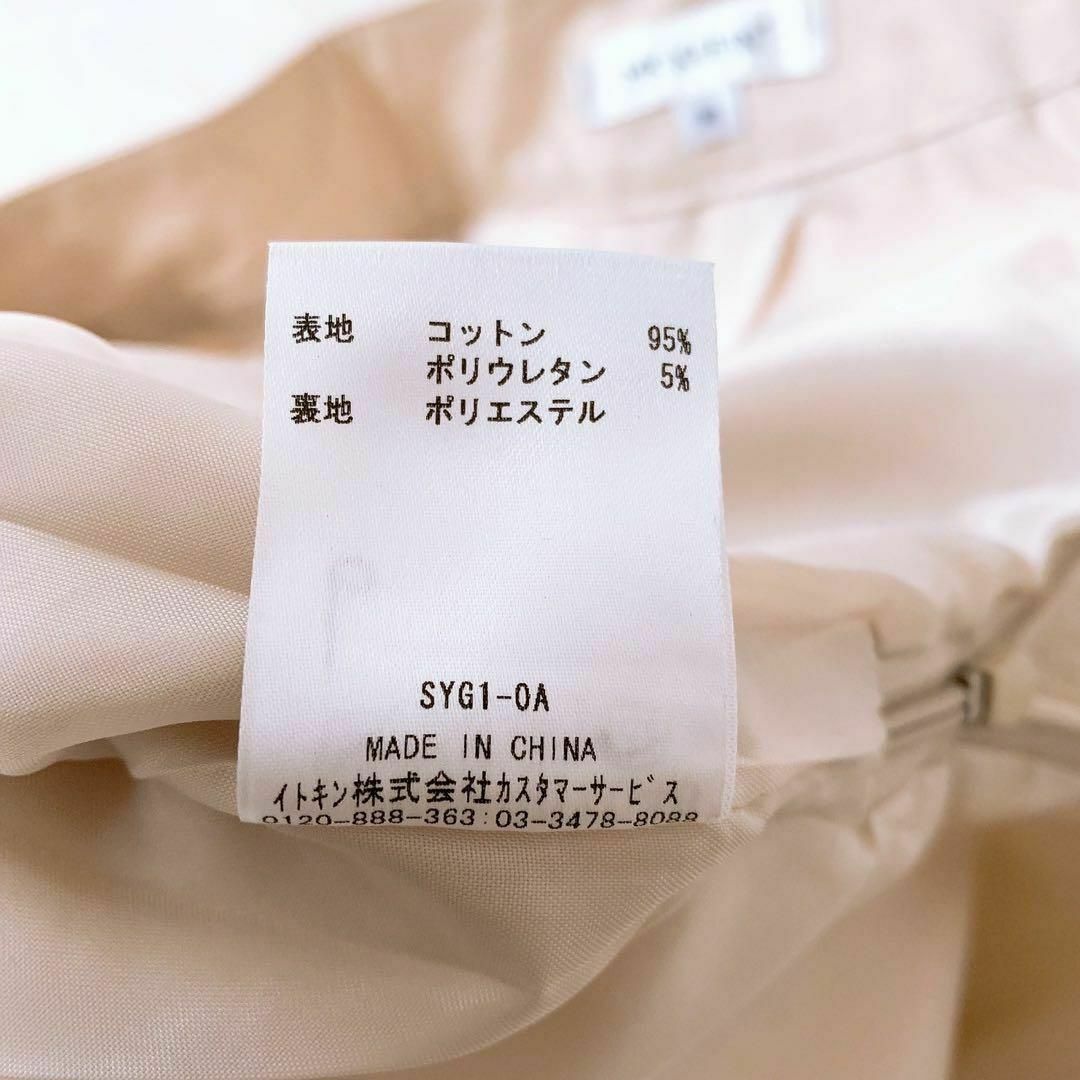 表地 コットン 95%
ポリウレタン 5%
裏地 ポリエステル
SYG1-0A
MADE IN CHINA
イトキン株式会社カスタマーサービス
0120-888-363:03-3478-8088